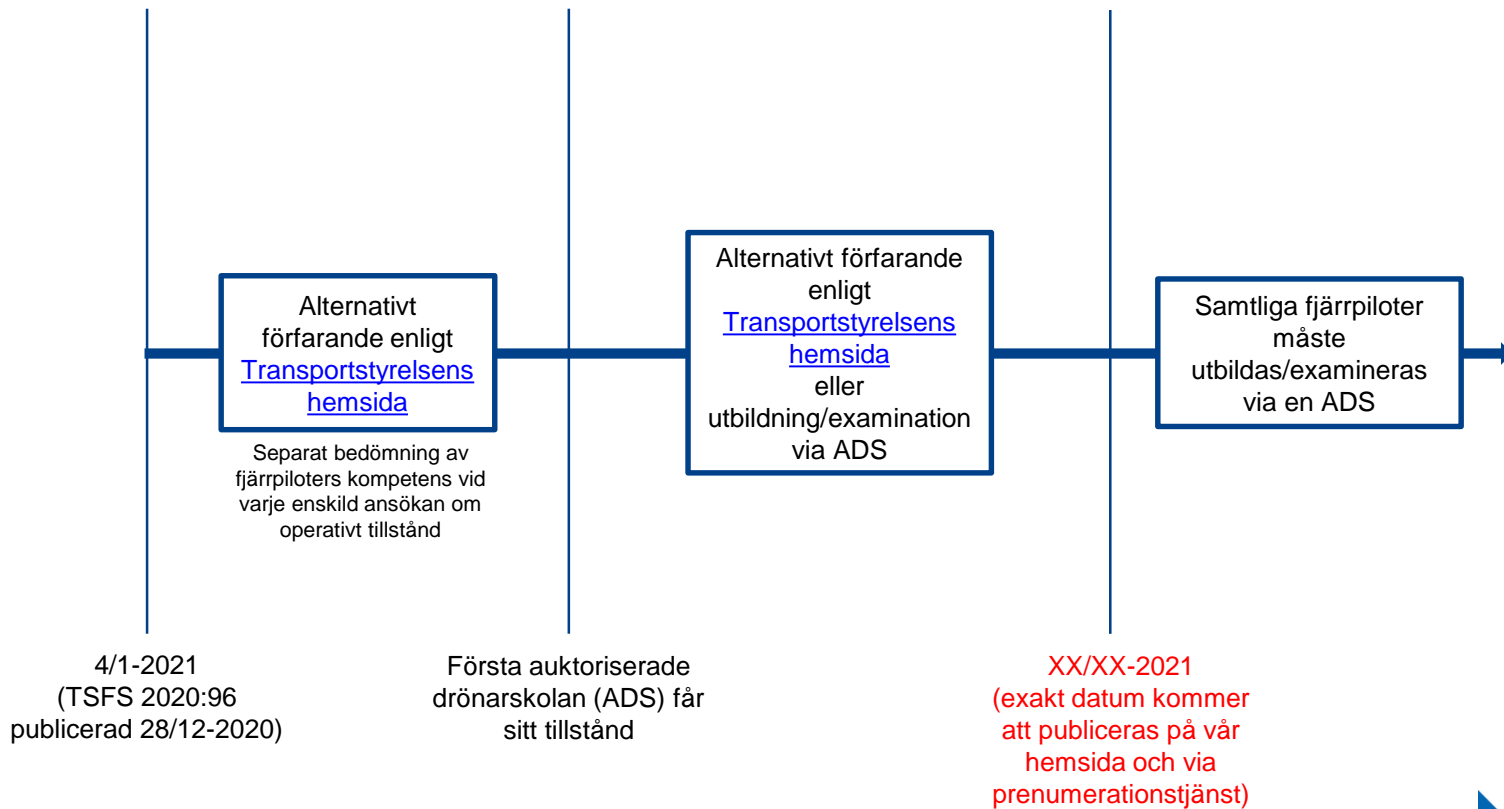 Alternativt
förfarande enligt
Transportstyrelsens
hemsida
Separat bedömning av
fjärrpiloters kompetens vid
varje enskild ansökan om
operativt tillstånd
Alternativt förfarande
enligt
Transportstyrelsens
hemsida
eller
utbildning/examination
via ADS
Samtliga fjärrpiloter
måste
utbildas/examineras
via en ADS
4/1-2021
(TSFS 2020:96
publicerad 28/12-2020)
Första auktoriserade
drönarskolan (ADS) får
sitt tillstånd
XX/XX-2021
(exakt datum kommer
att publiceras på vår
hemsida och via
prenumerationstjänst)